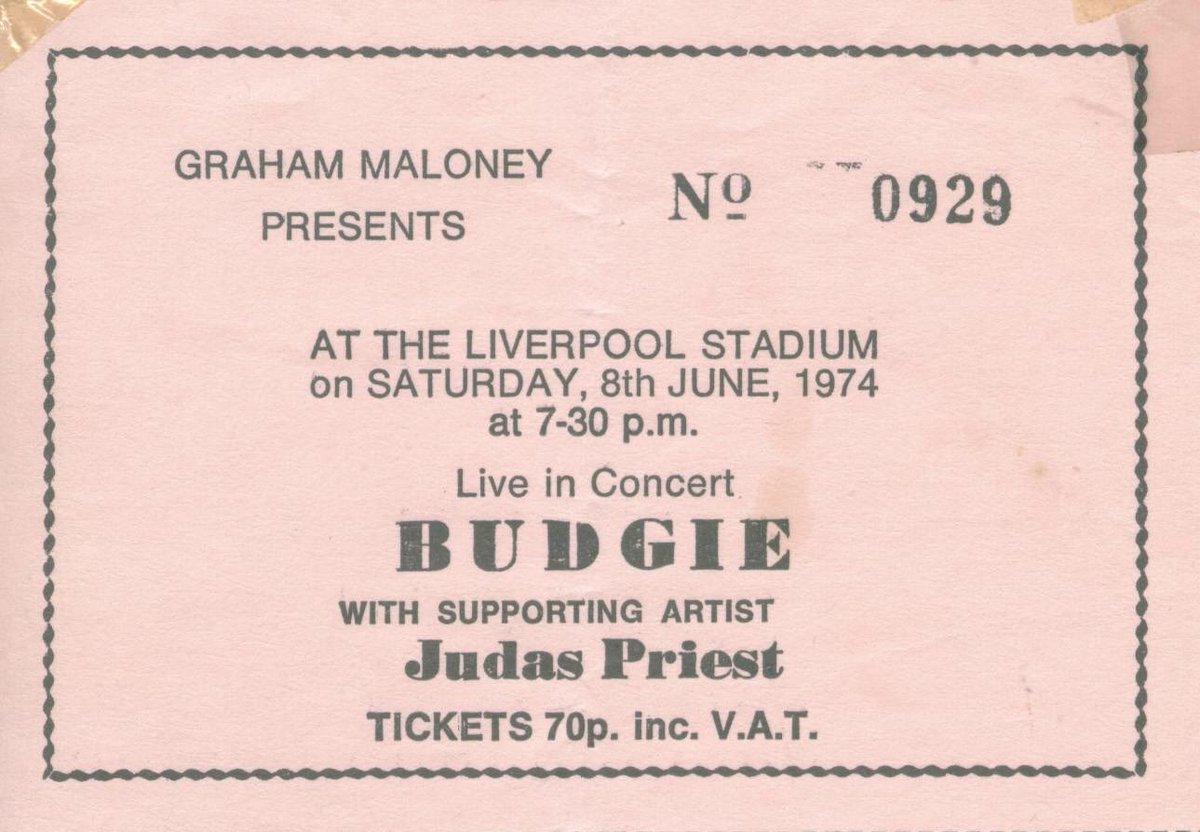 GRAHAM MALONEY
PRESENTS
Nº 0929
AT THE LIVERPOOL STADIUM
on SATURDAY, 8th JUNE, 1974
at 7-30 p.m.
Live in Concert
BUDGIE
WITH SUPPORTING ARTIST
Judas Priest
TICKETS 70p. inc. V.A.T.